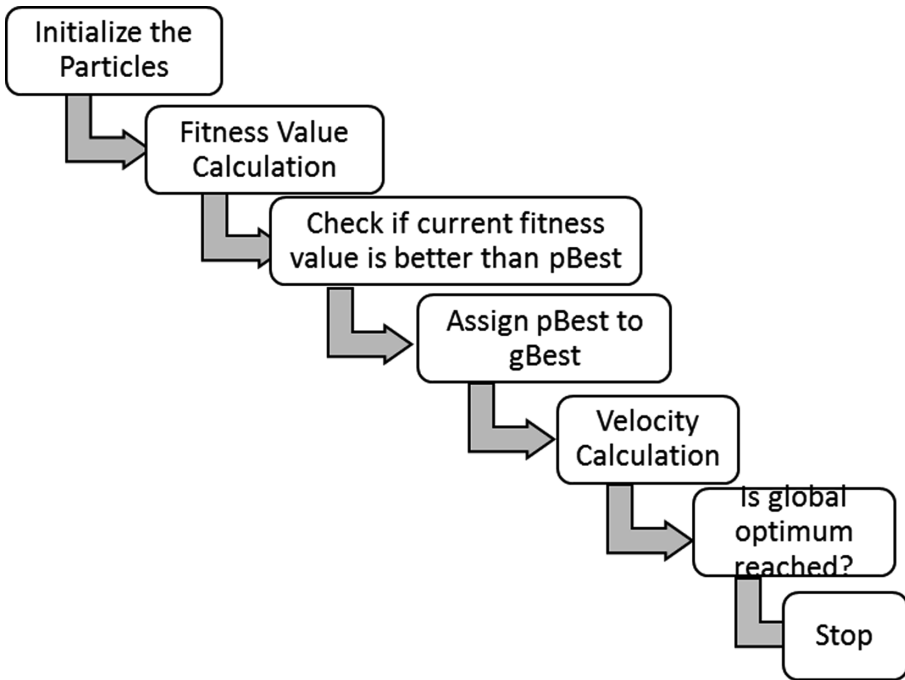 Initialize the
Particles
Fitness Value
Calculation
Check if current fitness
value is better than pBest
Assign pBest to
gBest
Velocity
Calculation
Is global
optimum
reached?
Stop